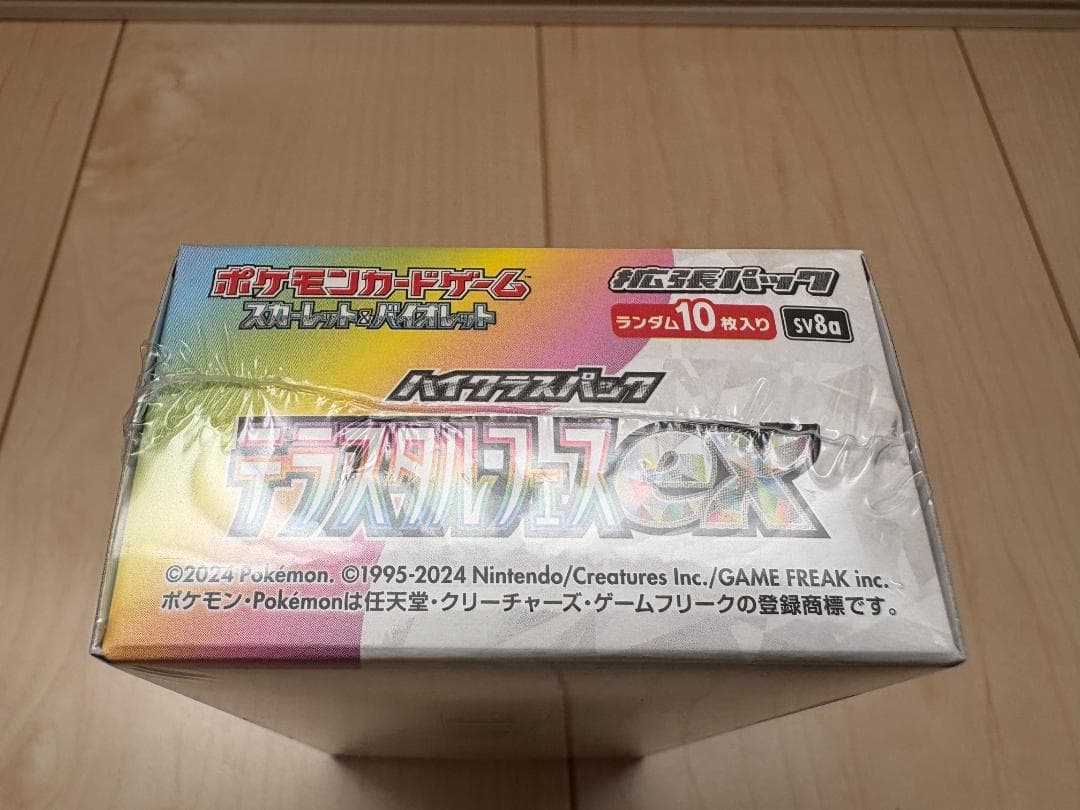 ポケモンカードゲーム™
スカーレット&バイオレット
拡張パック
ランダム10枚入り
SV8a
ハイクラスパック
テラスタルフェスex
©2024 Pokémon. ©1995-2024 Nintendo/Creatures Inc./GAME FREAK inc.
ポケモン・Pokémonは任天堂・クリーチャーズ・ゲームフリークの登録商標です。